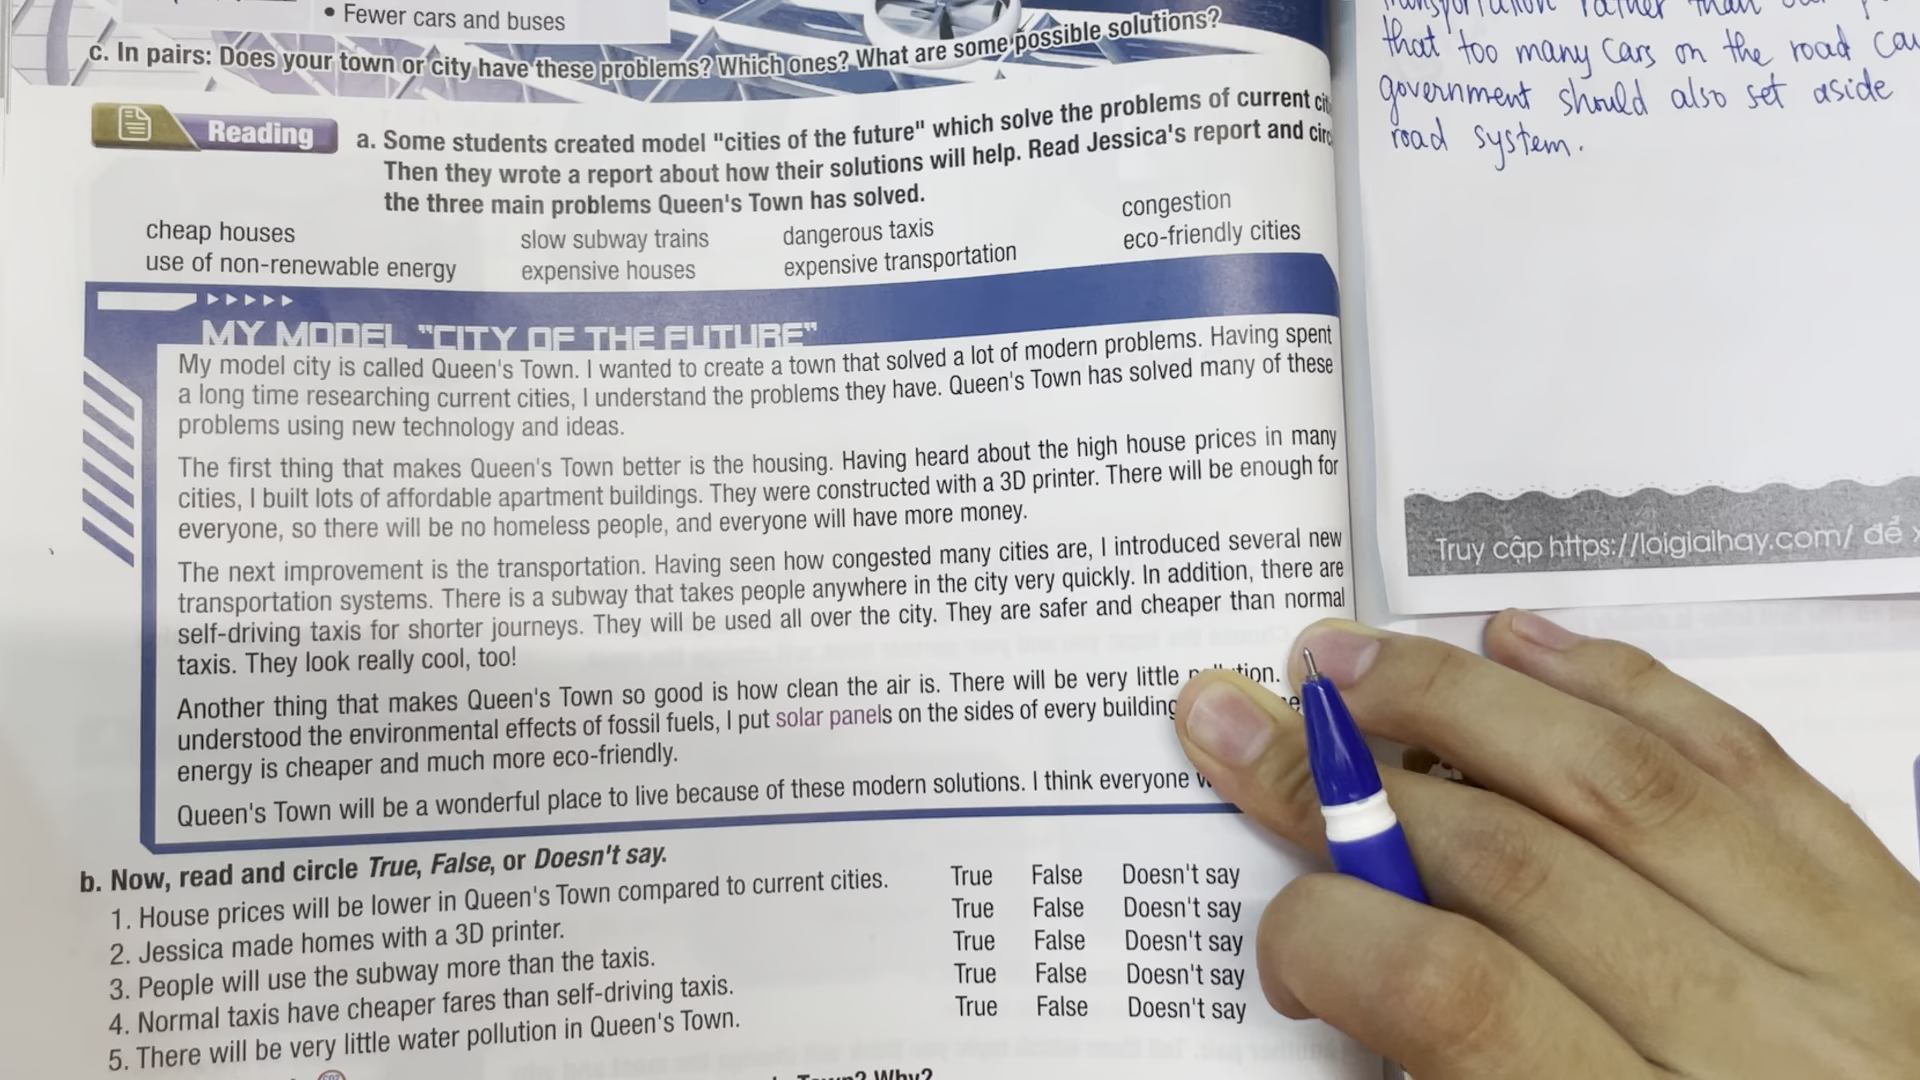 • Fewer cars and buses
c. In pairs: Does your town or city have these problems? Which ones? What are some possible solutions?
Reading
a. Some students created model "cities of the future" which solve the problems of current
Then they wrote a report about how their solutions will help. Read Jessica's report and
the three main problems Queen's Town has solved.
cheap houses slow subway trains dangerous taxis congestion
use of non-renewable energy expensive houses expensive transportation eco-friendly cities
MY MODEL "CITY OF THE FUTURE"
My model city is called Queen's Town. I wanted to create a town that solved a lot of modern problems. Having spent
a long time researching current cities, I understand the problems they have. Queen's Town has solved many of these
problems using new technology and ideas.
The first thing that makes Queen's Town better is the housing. Having heard about the high house prices in many
cities, I built lots of affordable apartment buildings. They were constructed with a 3D printer. There will be enough for
everyone, so there will be no homeless people, and everyone will have more money.
The next improvement is the transportation. Having seen how congested many cities are, I introduced several new
transportation systems. There is a subway that takes people anywhere in the city very quickly. In addition, there are
self-driving taxis for shorter journeys. They will be used all over the city. They are safer and cheaper than normal
taxis. They look really cool, too!
Another thing that makes Queen's Town so good is how clean the air is. There will be very little
understood the environmental effects of fossil fuels, I put solar panels on the sides of every
energy is cheaper and much more eco-friendly.
Queen's Town will be a wonderful place to live because of these modern solutions. I think everyone
b. Now, read and circle True, False, or Doesn't say.
1. House prices will be lower in Queen's Town compared to current cities. True False Doesn't say
2. Jessica made homes with a 3D printer. True False Doesn't say
3. People will use the subway more than the taxis. True False Doesn't say
4. Normal taxis have cheaper fares than self-driving taxis. True False Doesn't say
5. There will be very little water pollution in Queen's Town. True False Doesn't say
Why?
rather than
that too many cars on the road
government should also set aside
road system.
Truy cập https://loigiaihay.com/ để